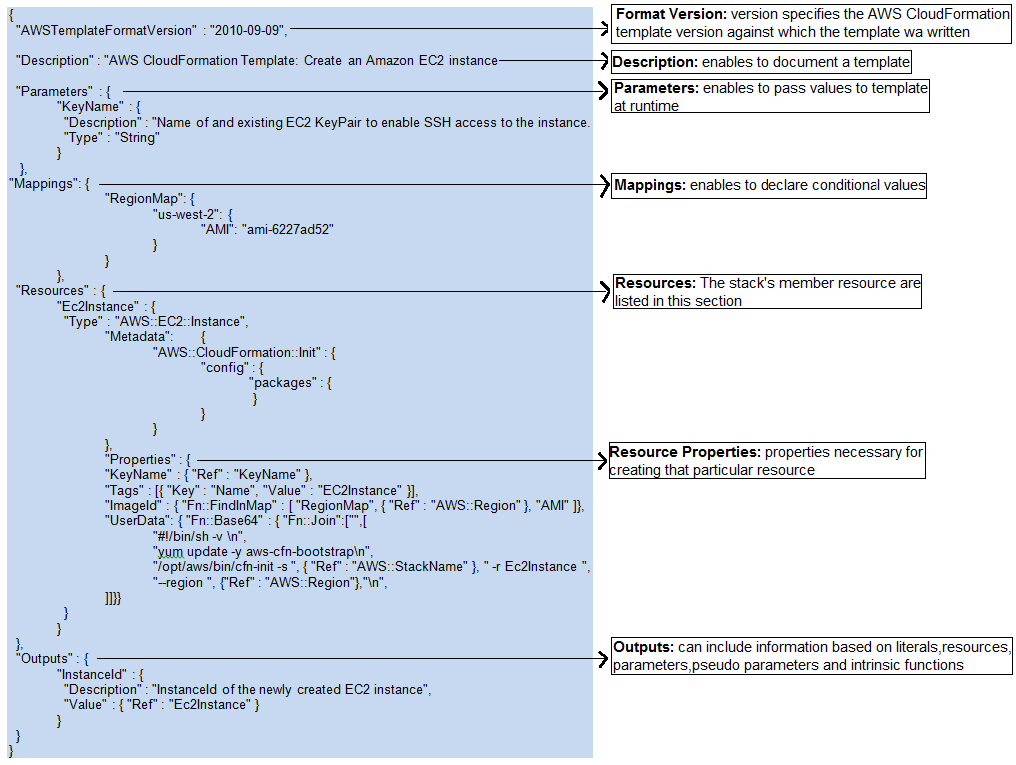 {
"AWSTemplateFormatVersion" : "2010-09-09",
"Description" : "AWS CloudFormation Template: Create an Amazon EC2 instance
"Parameters" : {
"KeyName" : {
"Description" : "Name of and existing EC2 KeyPair to enable SSH access to the instance.
"Type" : "String"
}
},
"Mappings": {
"RegionMap": {
"us-west-2": {
"AMI": "ami-6227ad52"
}
}
},
"Resources" : {
"Ec2Instance" : {
"Type" : "AWS::EC2::Instance",
"Metadata": {
"AWS::CloudFormation::Init" : {
"config" : {
"packages" : {
}
}
}
},
"Properties" : {
"KeyName" : { "Ref" : "KeyName" },
"Tags" : [{ "Key" : "Name", "Value" : "EC2Instance" }],
"ImageId" : { "Fn::FindInMap" : [ "RegionMap", { "Ref" : "AWS::Region" }, "AMI" ]},
"UserData": { "Fn::Base64" : { "Fn::Join":["",[
"#!/bin/sh -v \n",
"yum update -y aws-cfn-bootstrap\n",
"/opt/aws/bin/cfn-init -s ", { "Ref" : "AWS::StackName" }, " -r Ec2Instance ",
"--region ", {"Ref" : "AWS::Region"},"\n",
]]}}
}
}
},
"Outputs" : {
"InstanceId" : {
"Description" : "InstanceId of the newly created EC2 instance",
"Value" : { "Ref" : "Ec2Instance" }
}
}
}
Format Version: version specifies the AWS CloudFormation
template version against which the template wa written
Description: enables to document a template
Parameters: enables to pass values to template
at runtime
Mappings: enables to declare conditional values
Resources: The stack's member resource are
listed in this section
Resource Properties: properties necessary for
creating that particular resource
Outputs: can include information based on literals,resources,
parameters,pseudo parameters and intrinsic functions